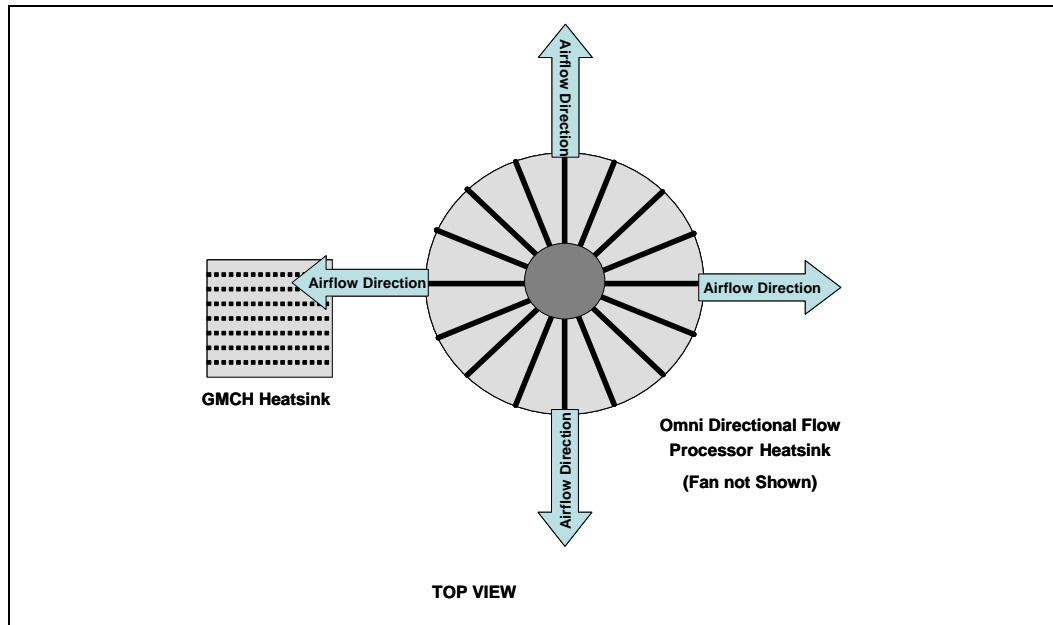 Airflow Direction
Airflow Direction
Airflow Direction
GMCH Heatsink
Airflow Direction
Omni Directional Flow
Processor Heatsink
(Fan not Shown)
TOP VIEW